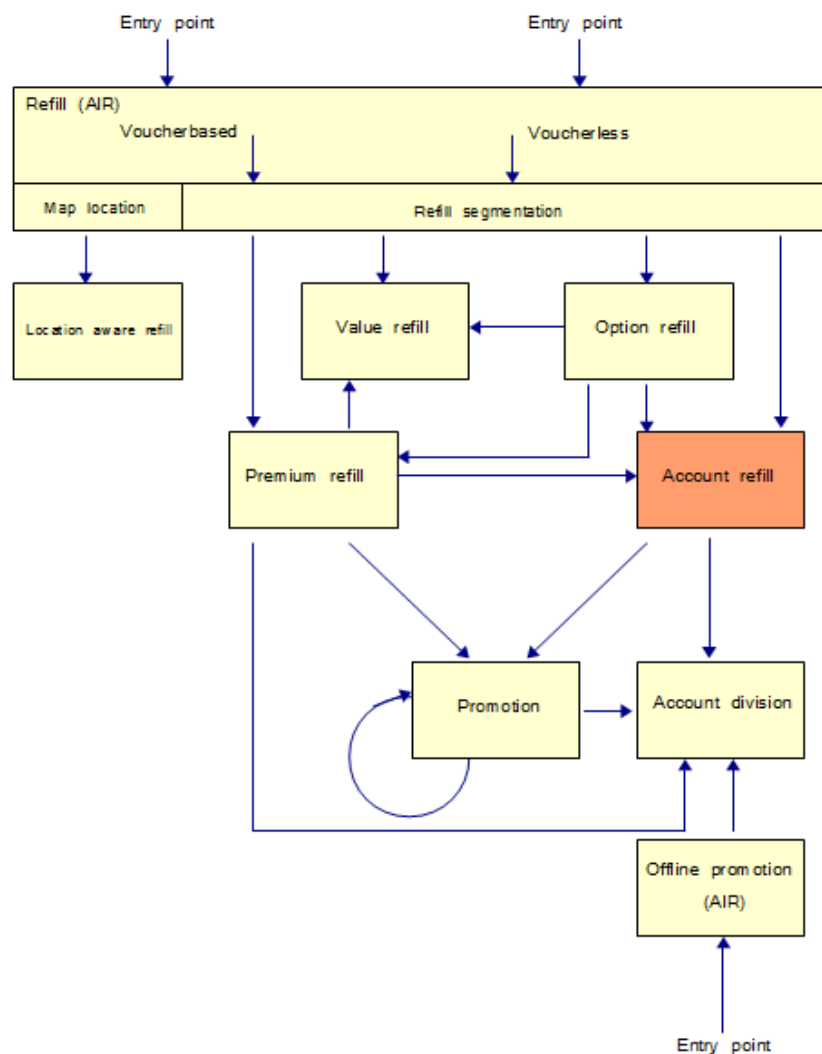 Entry point
Entry point
Refill (AIR)
Voucherbased
Voucherless
Map location
Refill segmentation
Location aware refill
Value refill
Option refill
Premium refill
Account refill
Promotion
Account division
Offline promotion
(AIR)
Entry point